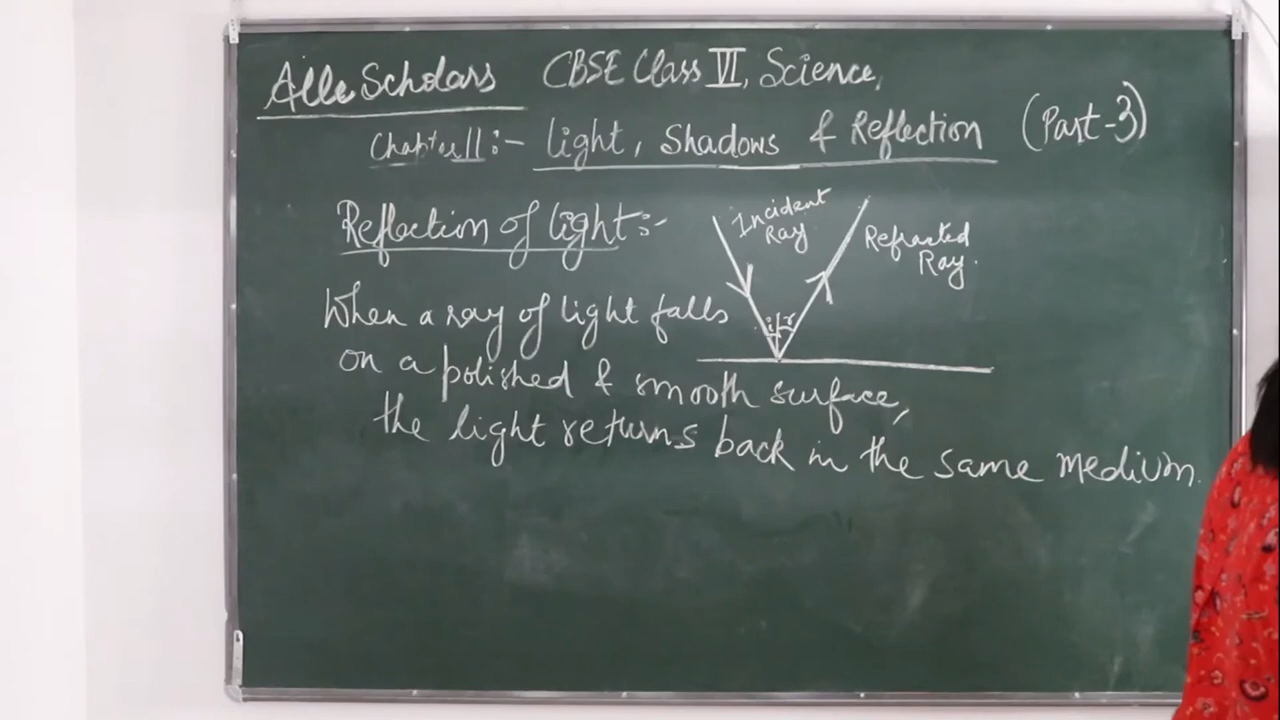 Alle Scholars CBSE Class VI, Science,
Chapter 11:- Light, Shadows & Reflection (Part-3)
Reflection of light:-
Incident
Ray
Refracted
Ray.
i r
When a ray of light falls
on a polished & smooth surface,
the light returns back in the same medium.